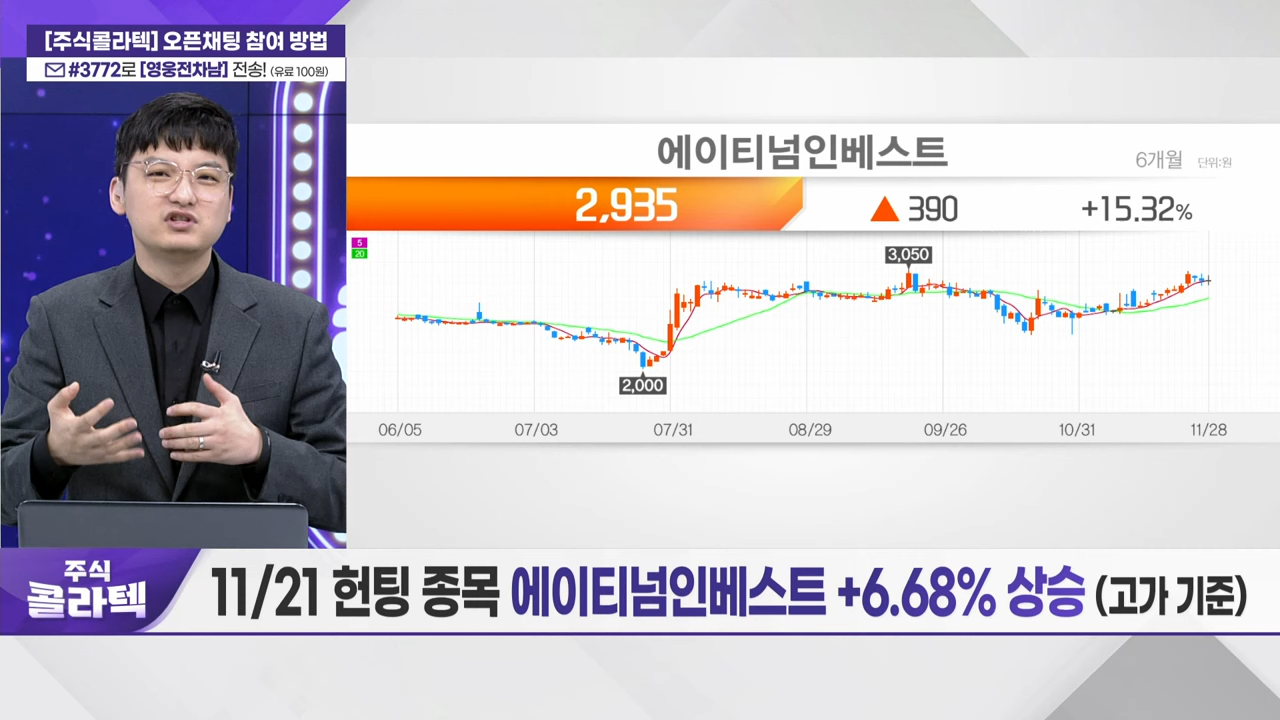 [주식콜라텍] 오픈채팅 참여 방법
#3772로 [영웅전차남] 전송! (유료 100원)
에이티넘인베스트
6개월 단위:원
2,935 ▲ 390 +15.32%
5
20
3,050
2,000
06/05 07/03 07/31 08/29 09/26 10/31 11/28
주식
콜라텍
11/21 헌팅 종목 에이티넘인베스트 +6.68% 상승 (고가 기준)